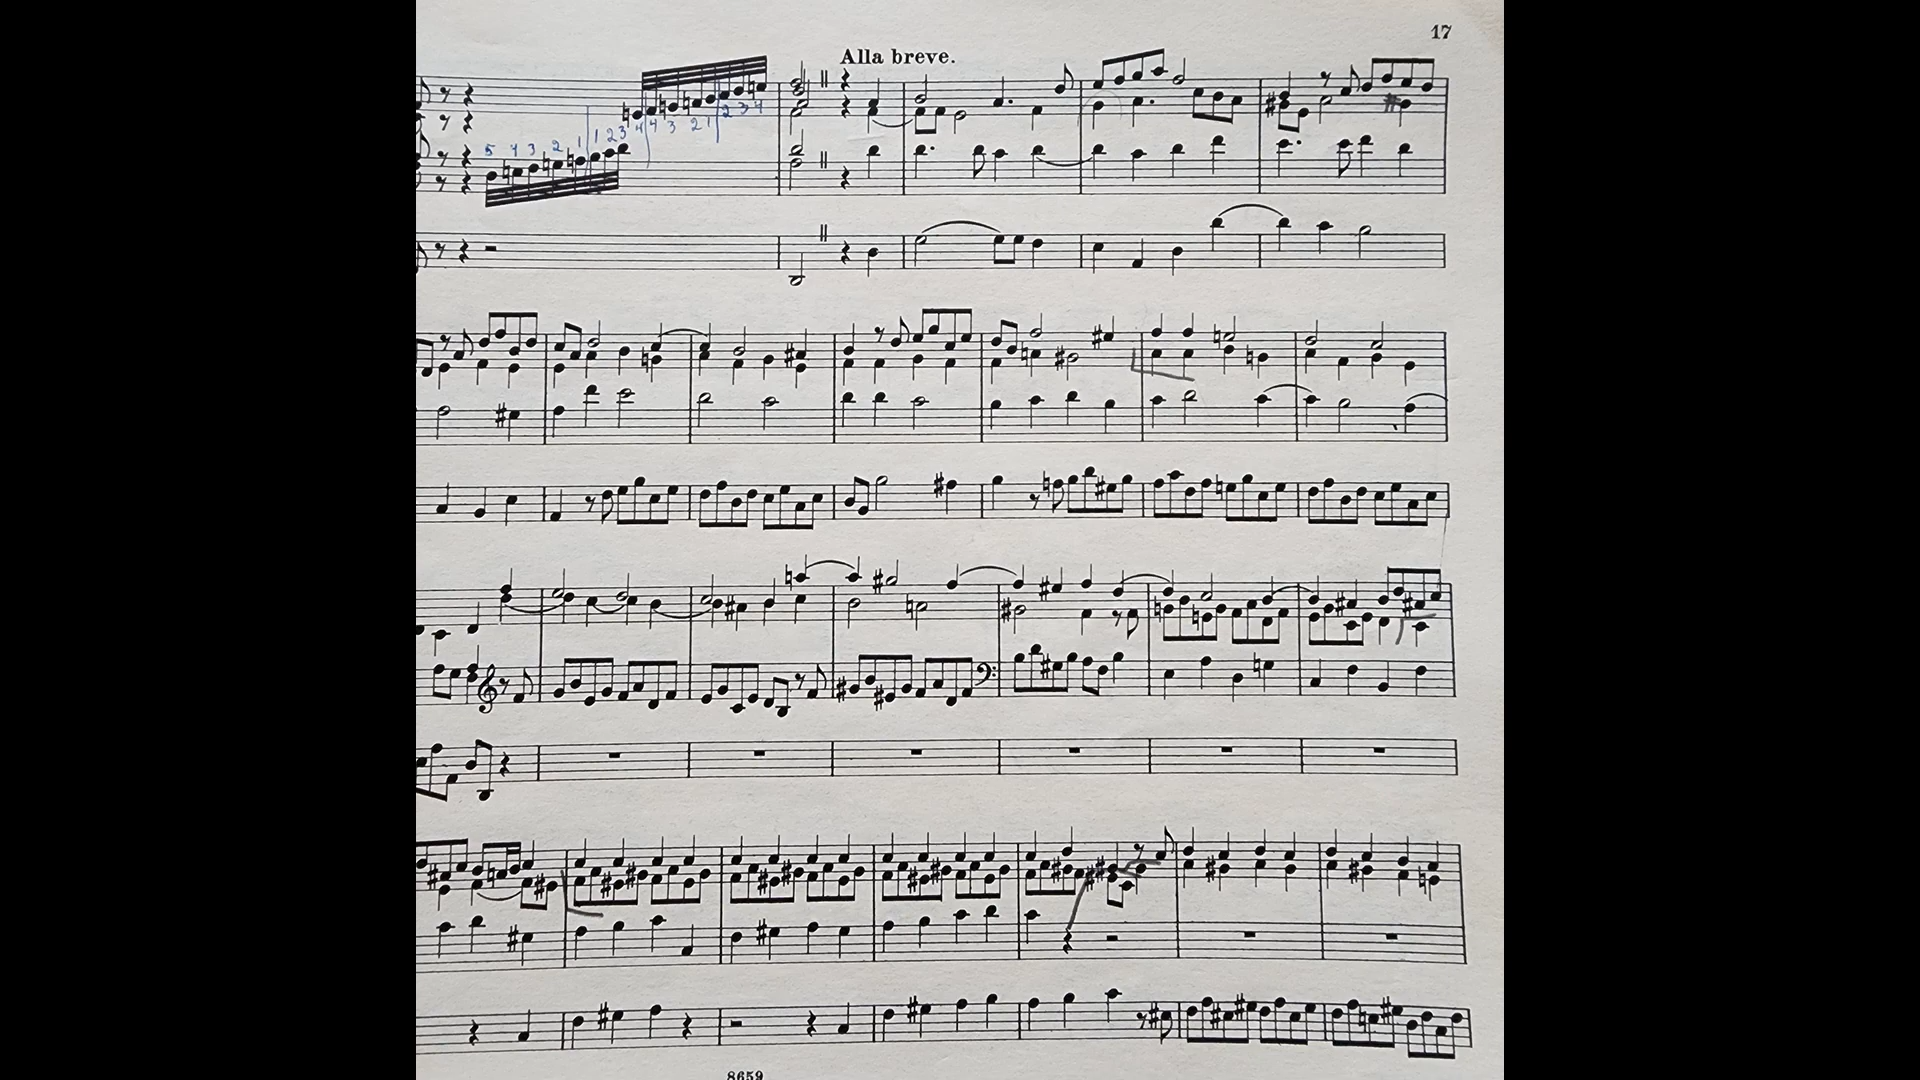 17
Alla breve.
4 4 3 2 1 2 3 4
5 4 3 2 1 1 2 3
8659